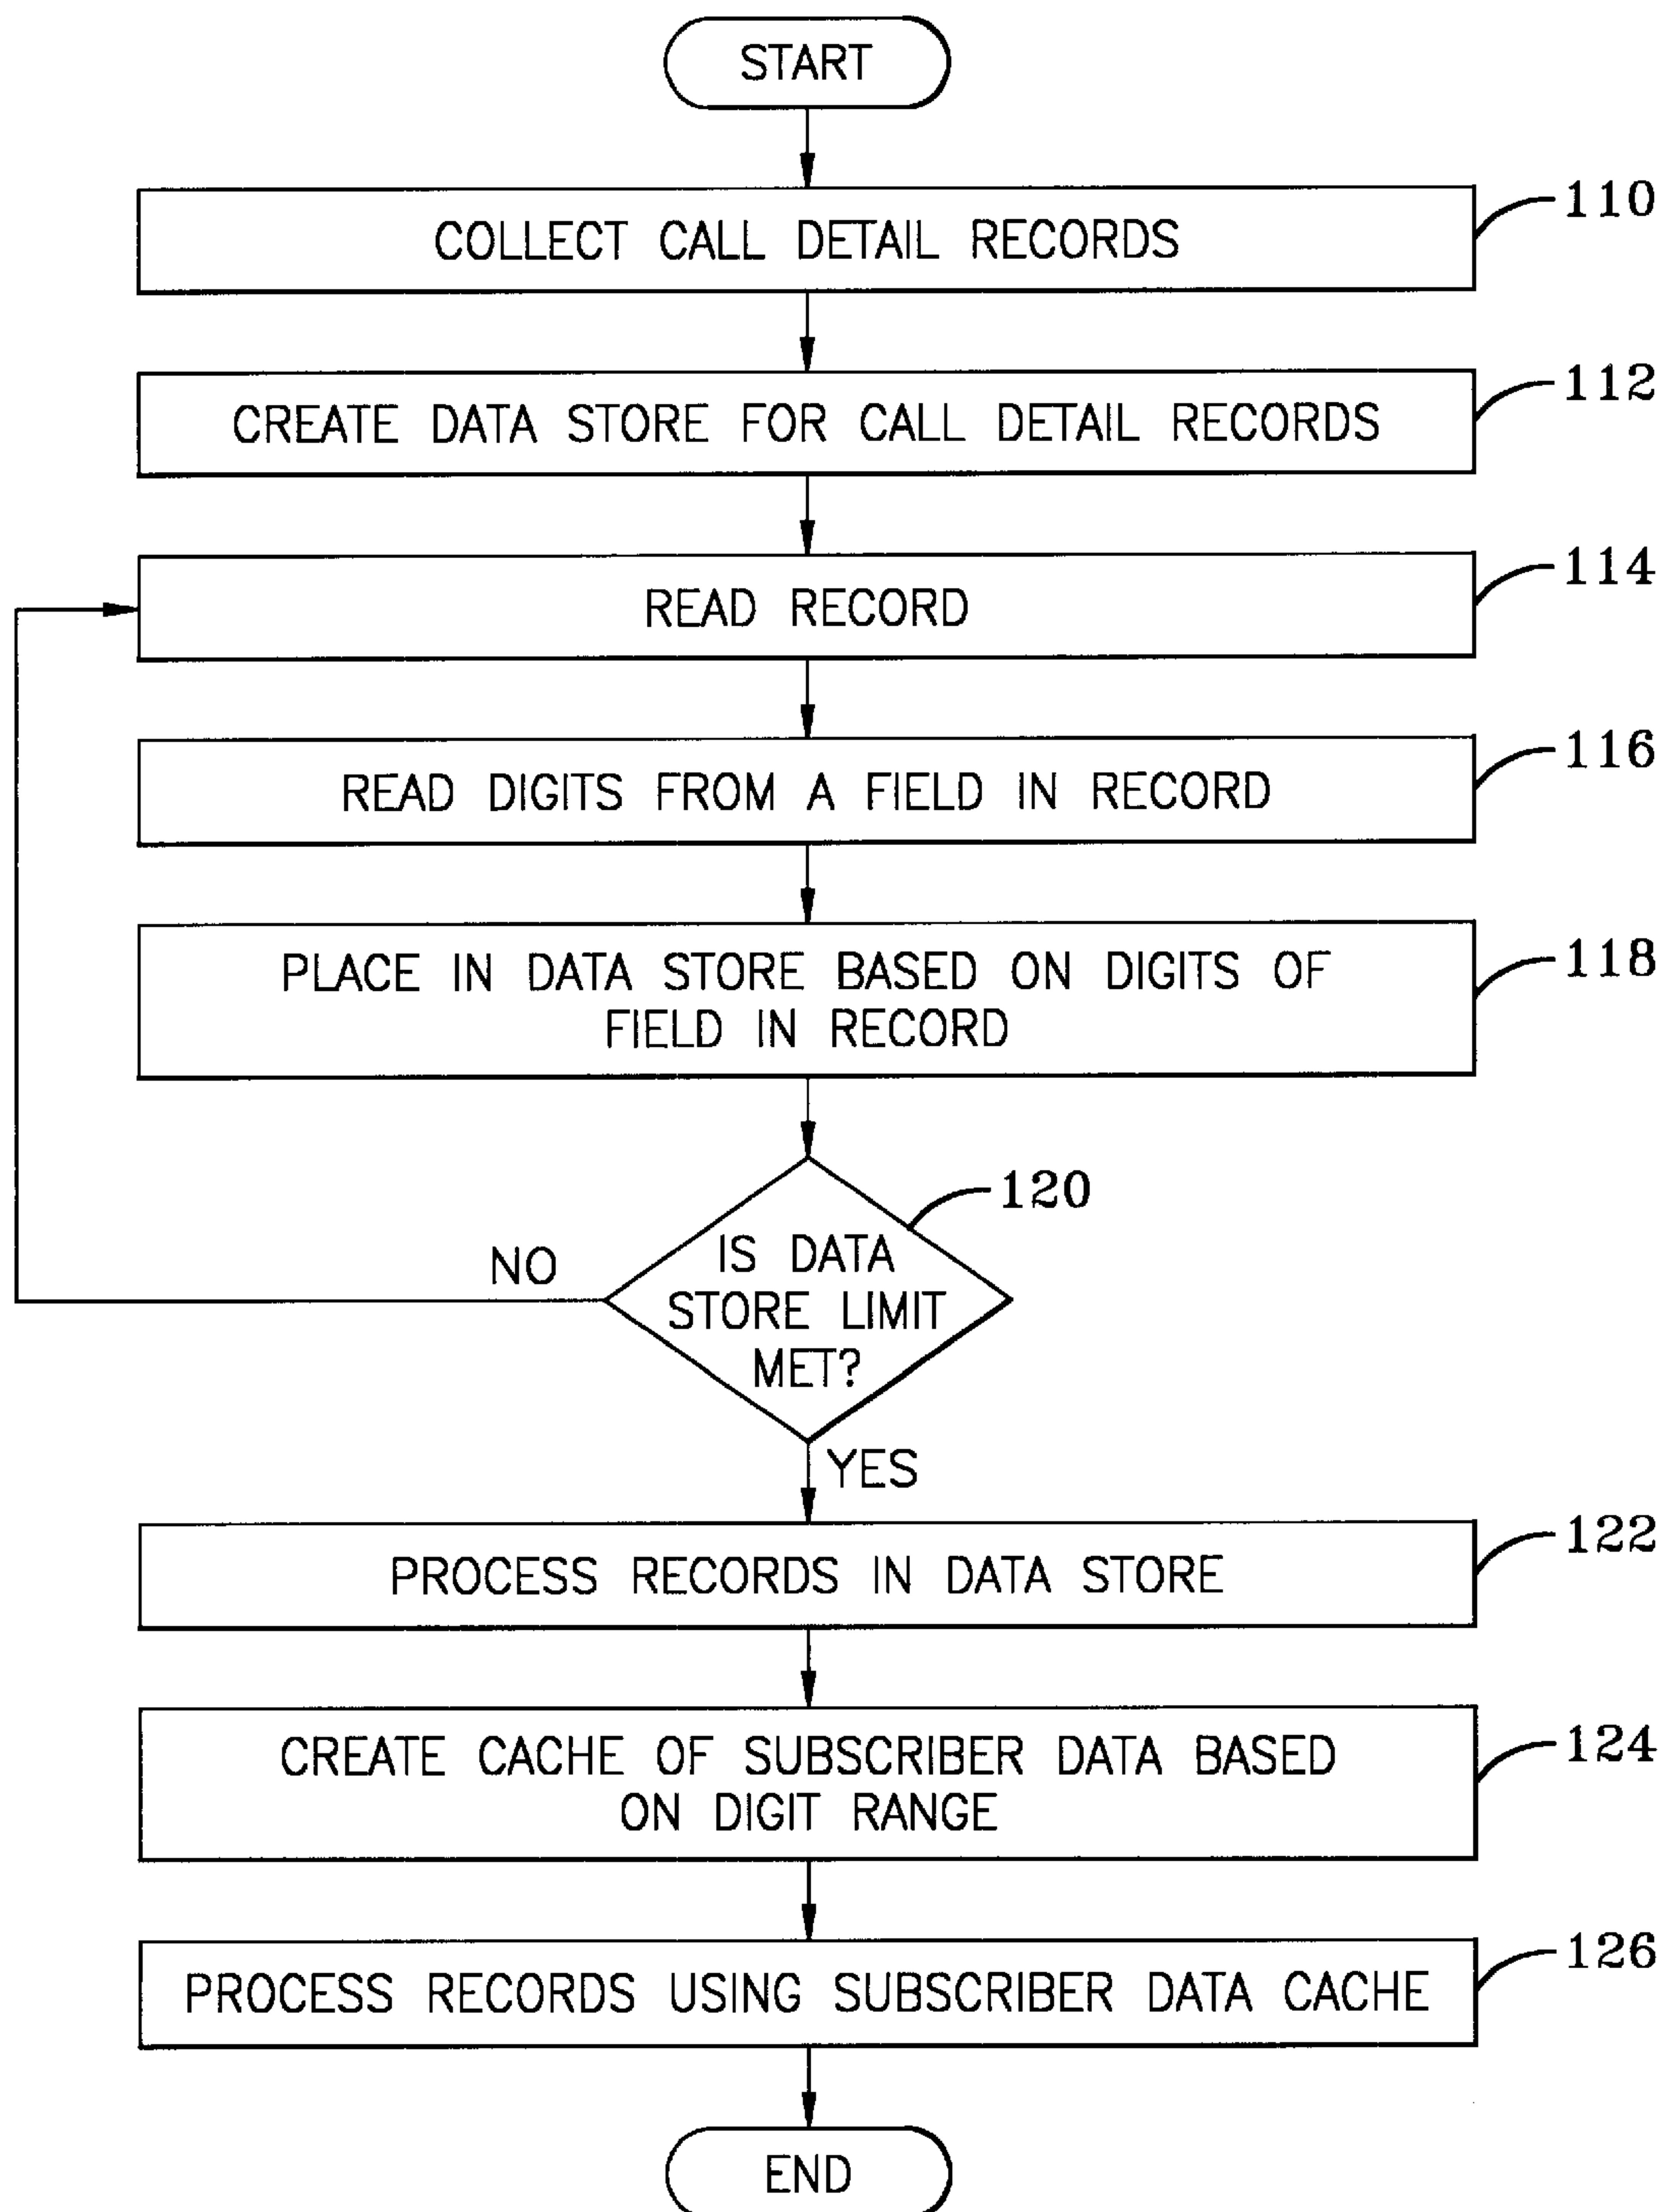 START
COLLECT CALL DETAIL RECORDS
110
CREATE DATA STORE FOR CALL DETAIL RECORDS
112
READ RECORD
114
READ DIGITS FROM A FIELD IN RECORD
116
PLACE IN DATA STORE BASED ON DIGITS OF
FIELD IN RECORD
118
120
IS DATA
STORE LIMIT
MET?
NO
YES
PROCESS RECORDS IN DATA STORE
122
CREATE CACHE OF SUBSCRIBER DATA BASED
ON DIGIT RANGE
124
PROCESS RECORDS USING SUBSCRIBER DATA CACHE
126
END